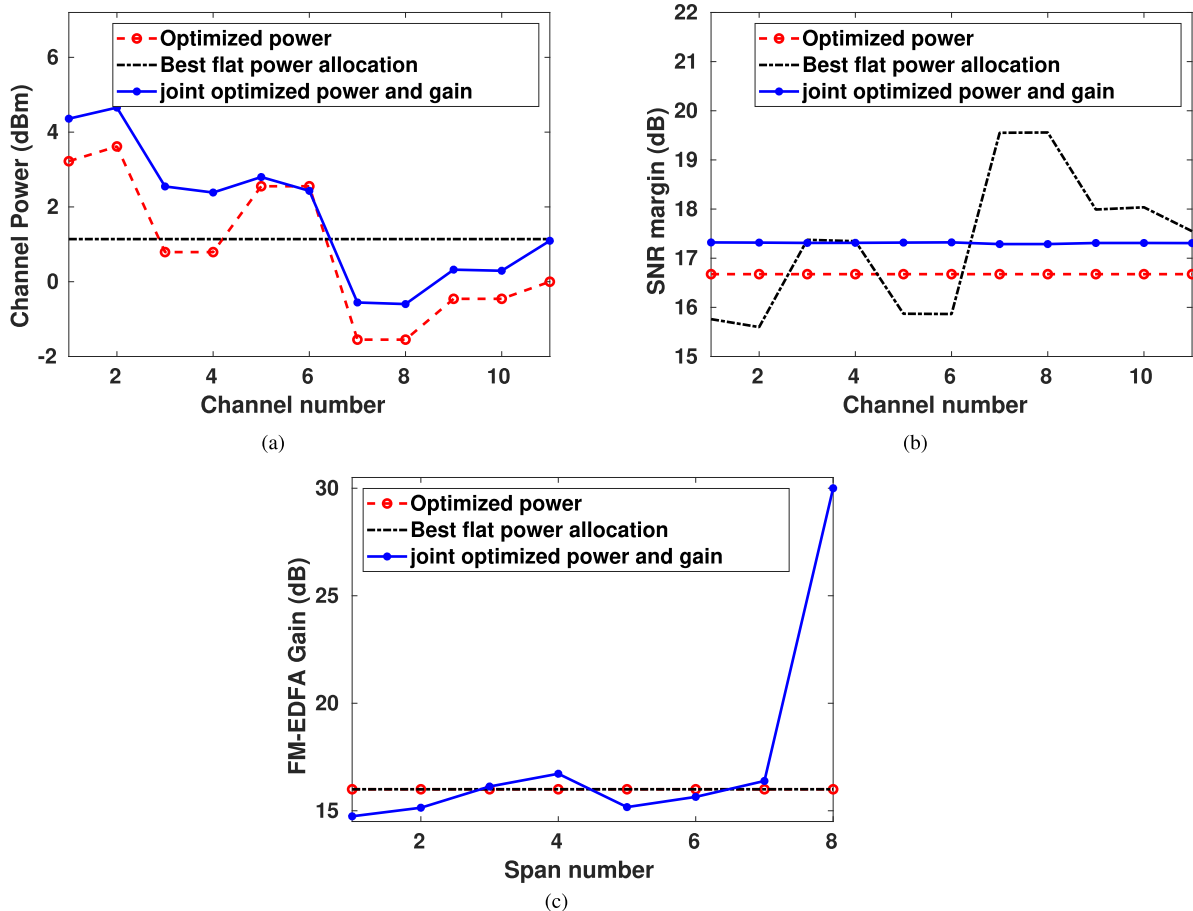 Channel Power (dBm)
6
4
2
0
-2
Optimized power
Best flat power allocation
joint optimized power and gain
2 4 6 8 10
Channel number
(a)
SNR margin (dB)
22
21
20
19
18
17
16
15
Optimized power
Best flat power allocation
joint optimized power and gain
2 4 6 8 10
Channel number
(b)
FM-EDFA Gain (dB)
30
25
20
15
Optimized power
Best flat power allocation
joint optimized power and gain
2 4 6 8
Span number
(c)